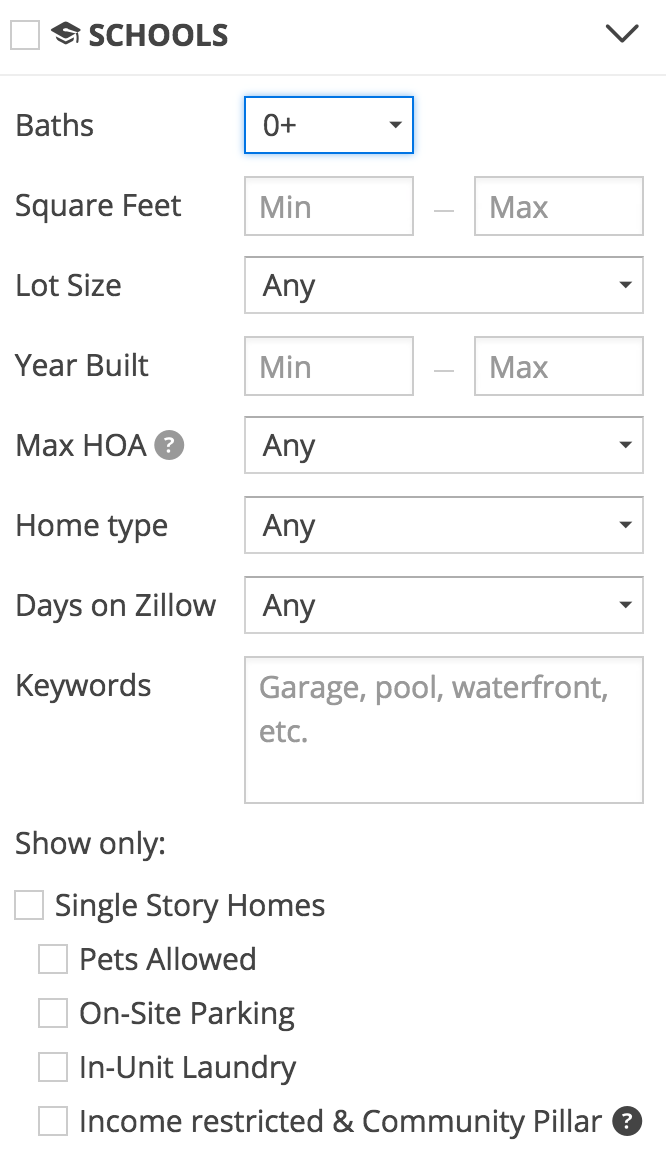 SCHOOLS
Baths 0+
Square Feet Min – Max
Lot Size Any
Year Built Min – Max
Max HOA ? Any
Home type Any
Days on Zillow Any
Keywords Garage, pool, waterfront,
etc.
Show only:
Single Story Homes
Pets Allowed
On-Site Parking
In-Unit Laundry
Income restricted & Community Pillar ?